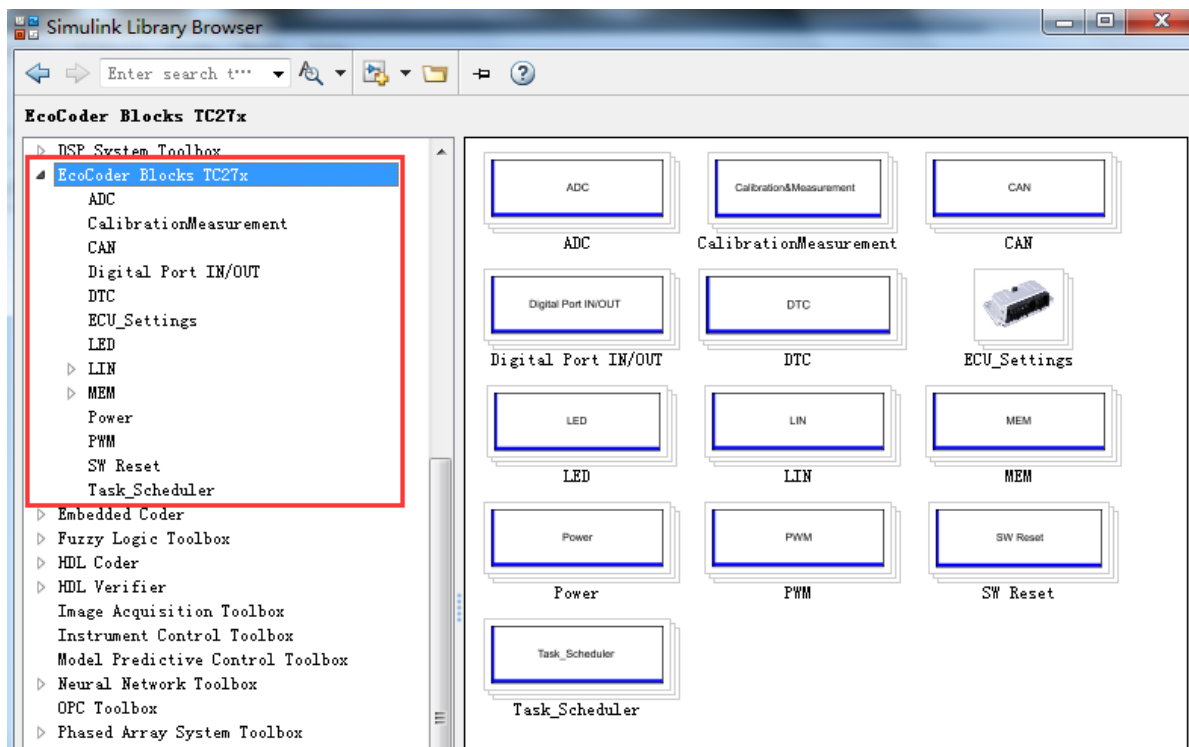 Simulink Library Browser
Enter search t...
EcoCoder Blocks TC27x
DSP System Toolbox
EcoCoder Blocks TC27x
ADC
CalibrationMeasurement
CAN
Digital Port IN/OUT
DTC
ECU_Settings
LED
LIN
MEM
Power
PWM
SW Reset
Task_Scheduler
Embedded Coder
Fuzzy Logic Toolbox
HDL Coder
HDL Verifier
Image Acquisition Toolbox
Instrument Control Toolbox
Model Predictive Control Toolbox
Neural Network Toolbox
OPC Toolbox
Phased Array System Toolbox
ADC Calibration&Measurement CAN
ADC CalibrationMeasurement CAN
Digital Port IN/OUT DTC
Digital Port IN/OUT DTC ECU_Settings
LED LIN MEM
LED LIN MEM
Power PWM SW Reset
Power PWM SW Reset
Task_Scheduler
Task_Scheduler